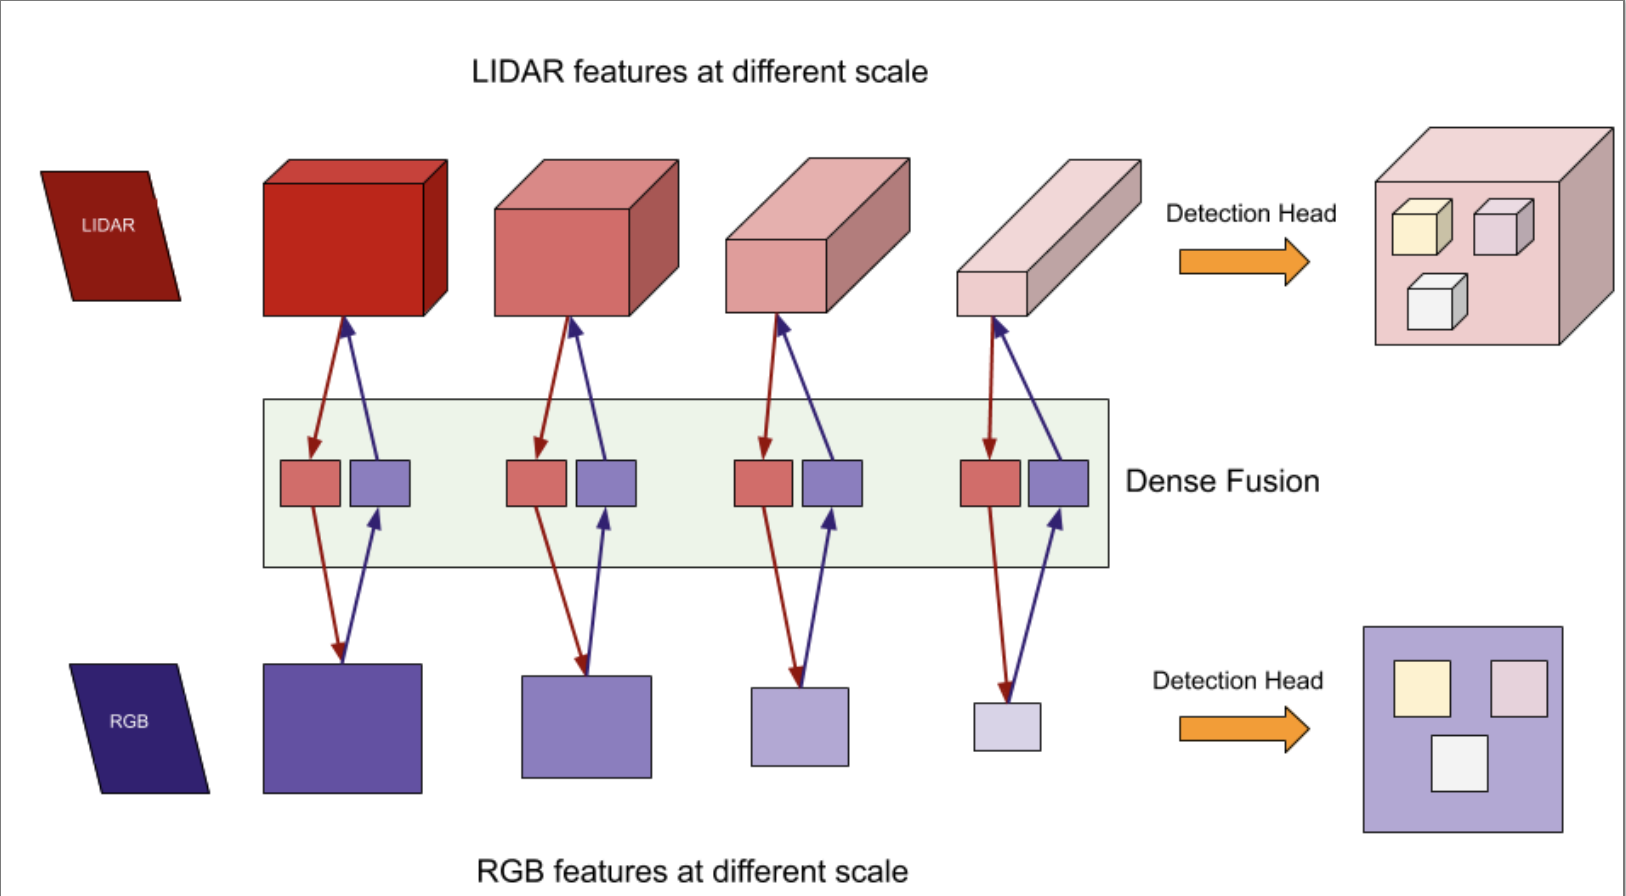 LIDAR features at different scale
LIDAR
Detection Head
Dense Fusion
Detection Head
RGB
RGB features at different scale